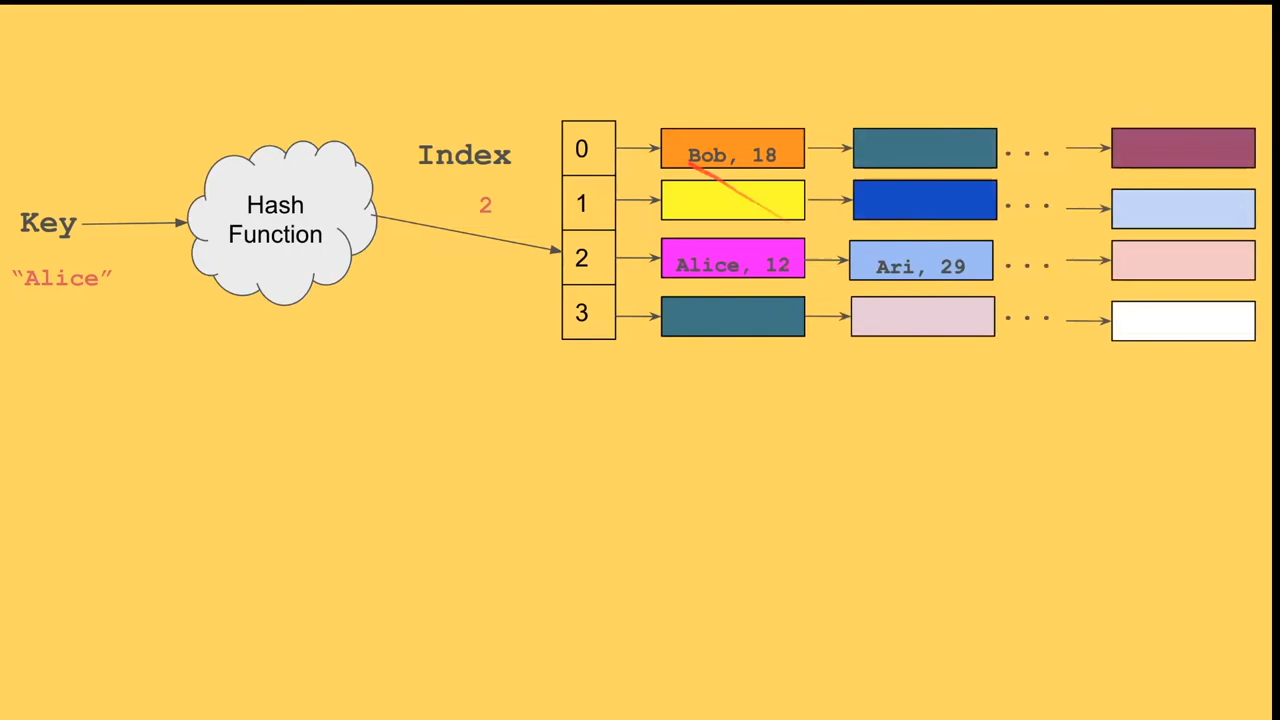 Key
“Alice”
Hash
Function
Index
2
0
1
2
3
Bob, 18
. . .
. . .
Alice, 12
Ari, 29
. . .
. . .